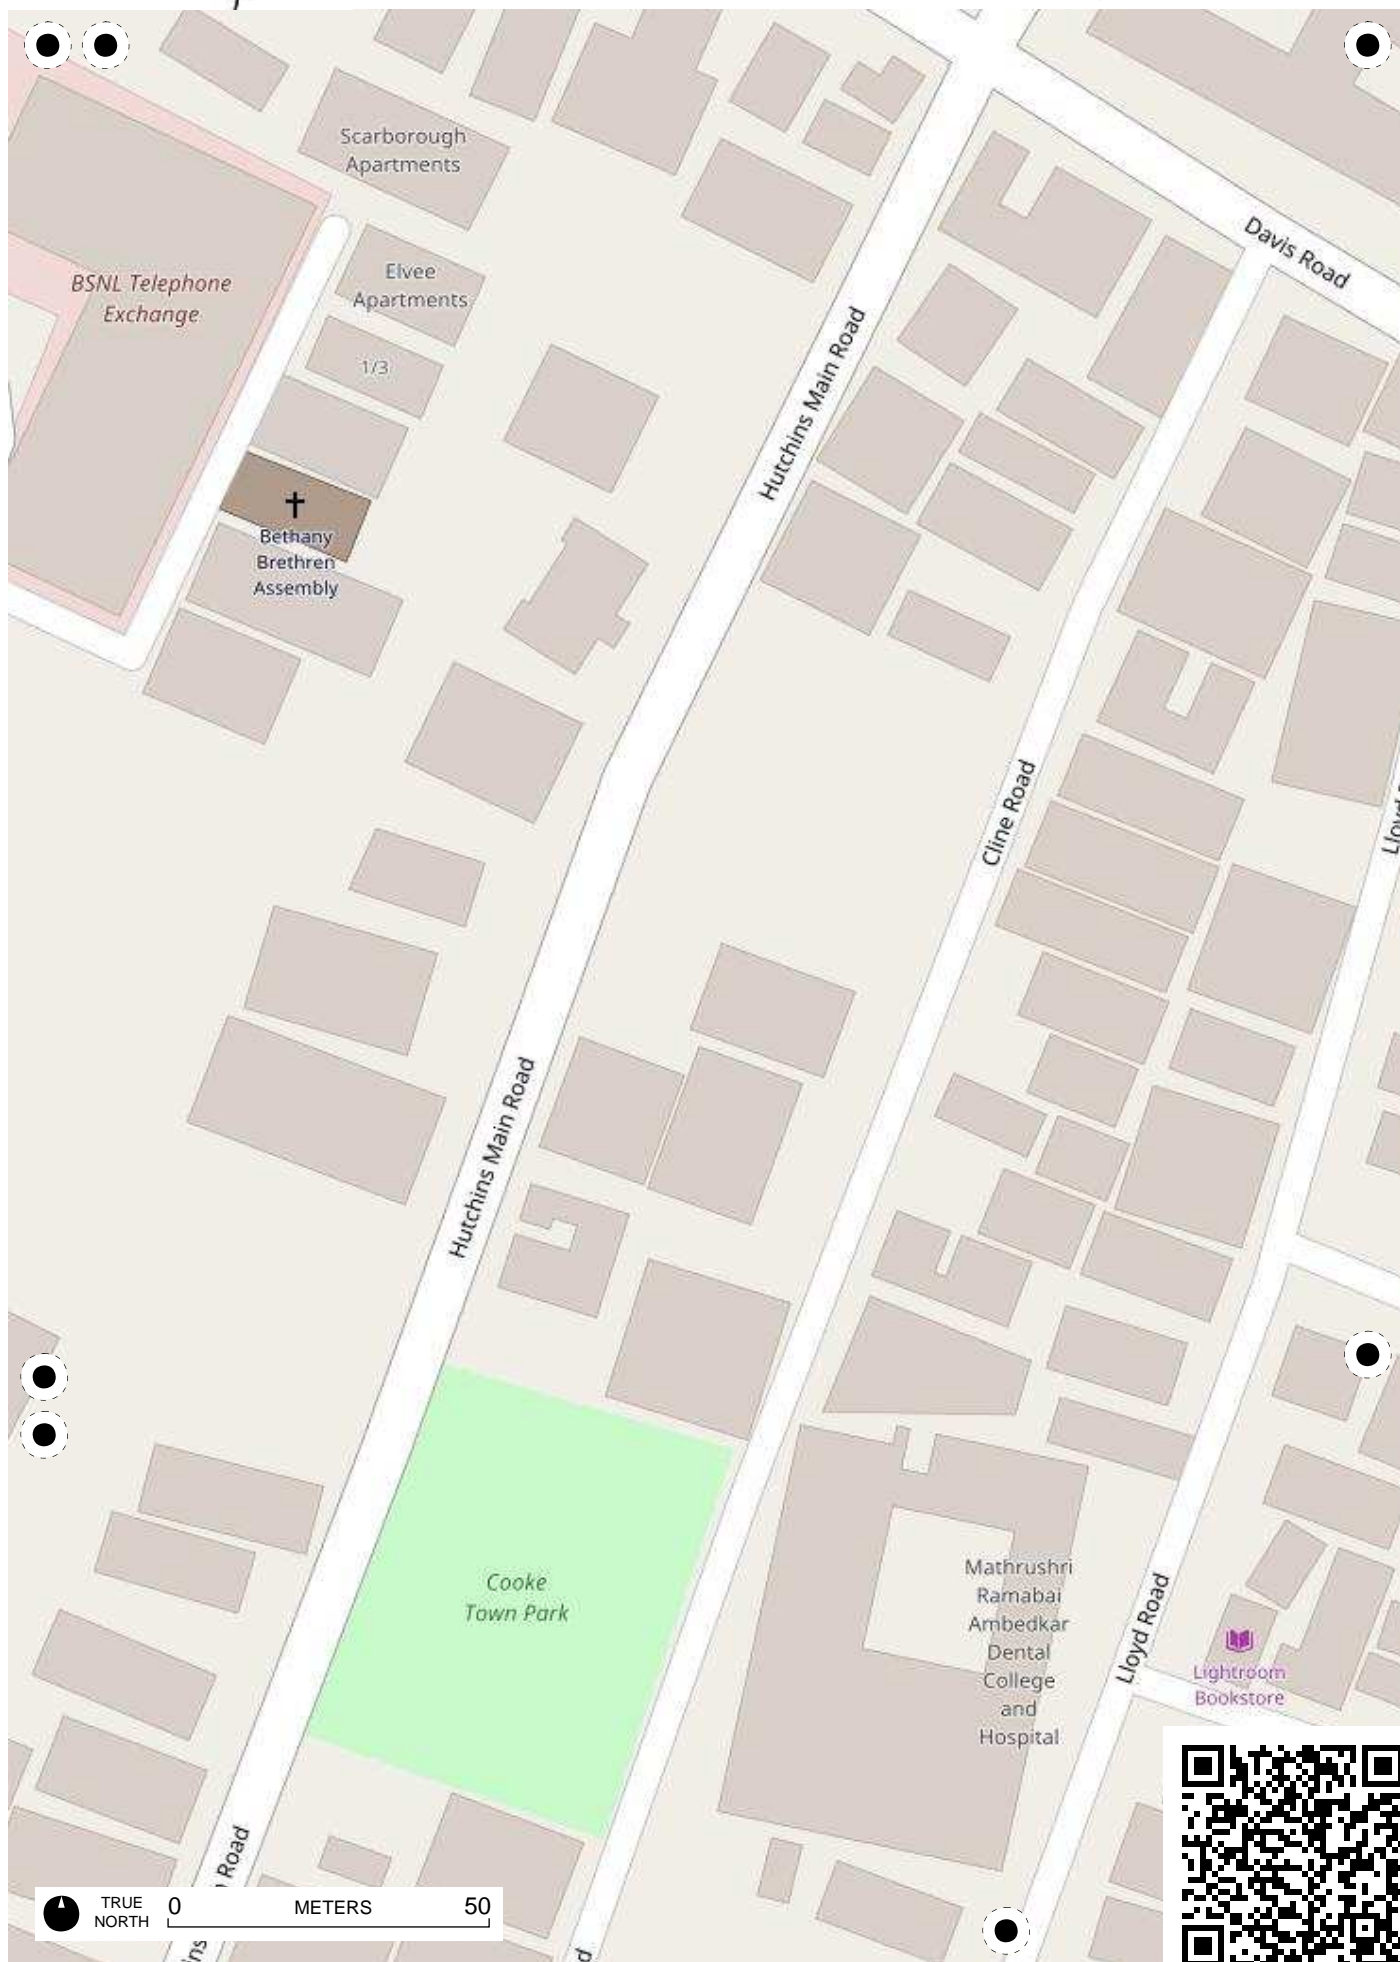 Scarborough
Apartments
Davis Road
BSNL Telephone
Exchange
Elvee
Apartments
1/3
Hutchins Main Road
Bethany
Brethren
Assembly
Cline Road
Hutchins Main Road
Cooke
Town Park
Mathrushri
Ramabai
Ambedkar
Dental
College
and
Hospital
Lloyd Road
Lightroom
Bookstore
Road
TRUE
NORTH
0 METERS 50